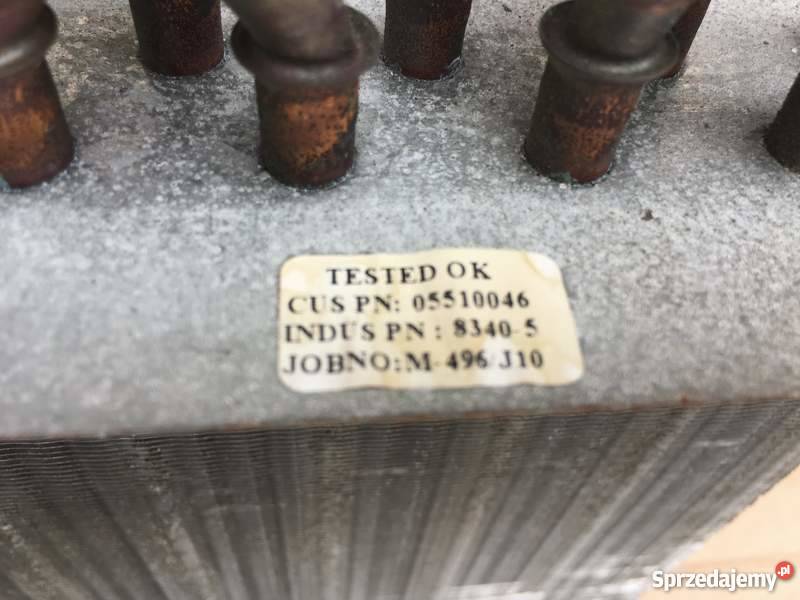 TESTED OK
CUS PN: 05510046
INDUS PN : 8340-5
JOBNO:M-496/J10
Sprzedajemy.pl